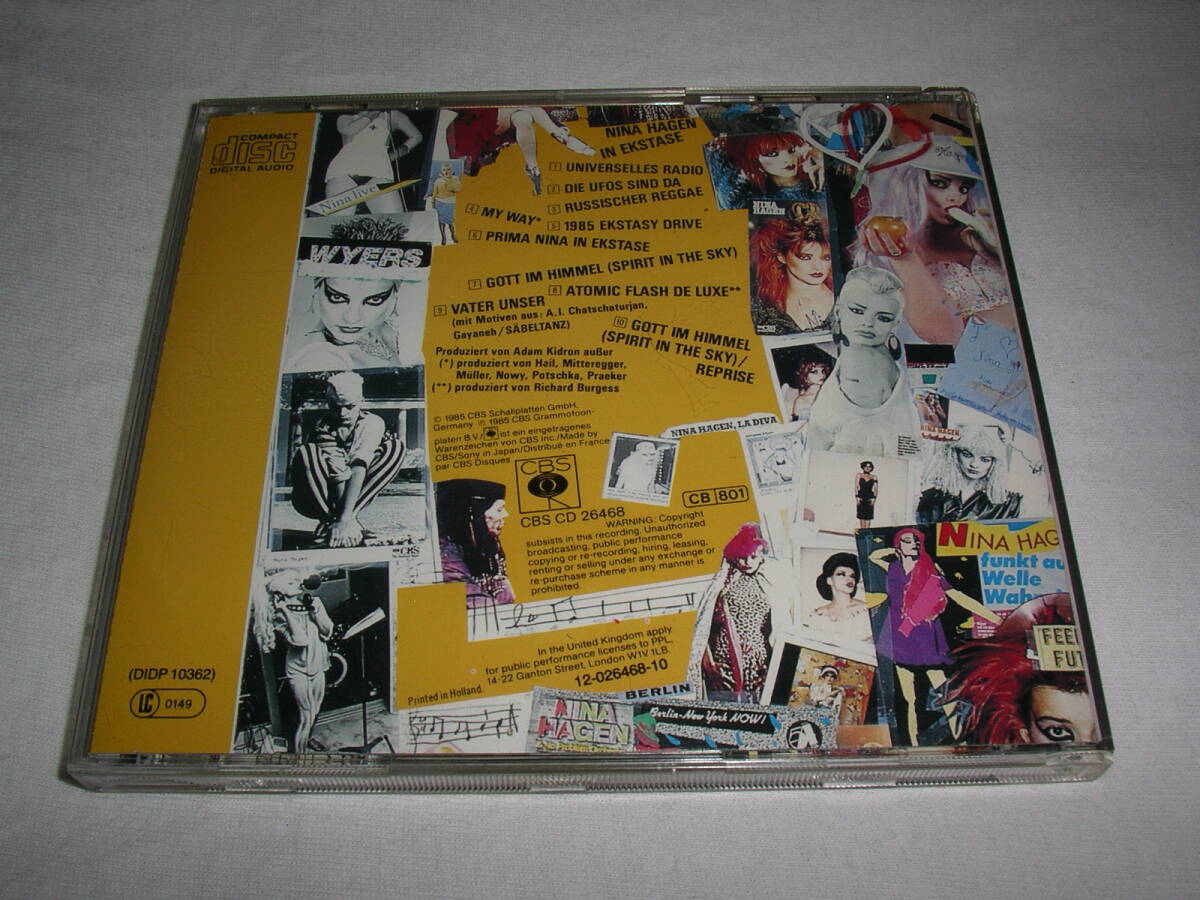 COMPACT
disc
DIGITAL AUDIO
Nina live
WYERS
NINA HAGEN
IN EKSTASE
1 UNIVERSELLES RADIO
2 DIE UFOS SIND DA
3 RUSSISCHER REGGAE
4 MY WAY*
5 1985 EKSTASY DRIVE
6 PRIMA NINA IN EKSTASE
7 GOTT IM HIMMEL (SPIRIT IN THE SKY)
8 ATOMIC FLASH DE LUXE**
9 VATER UNSER
(mit Motiven aus: A.I. Chatschaturjan,
Gayaneh/SÄBELTANZ)
10 GOTT IM HIMMEL
(SPIRIT IN THE SKY)/
REPRISE
Produziert von Adam Kidron außer
(*) produziert von Hail, Mitteregger,
Müller, Nowy, Potschka, Praeker
(**) produziert von Richard Burgess
© 1985 CBS Schallplatten GmbH,
Germany ℗ 1985 CBS Grammofoon-
platen B.V./ ist ein eingetragenes
Warenzeichen von CBS Inc./Made by
CBS/Sony in Japan/Distribué en France
par CBS Disques
CBS
CBS CD 26468
CB 801
WARNING: Copyright
subsists in this recording. Unauthorized
broadcasting, public performance
copying or re-recording, hiring, leasing,
renting or selling under any exchange or
re-purchase scheme in any manner is
prohibited.
In the United Kingdom apply
for public performance licenses to PPL,
14-22 Ganton Street, London W1V 1LB.
12-026468-10
Printed in Holland.
(DIDP 10362)
LC 0149
NINA
HAGEN
NINA HAGEN, LA DIVA
Nina
NINA HAGEN
CBS
NINA HAG
funkt au
Welle
Wahn
FEE
FUT
BERLIN
NINA
HAGEN
Berlin-New York NOW!